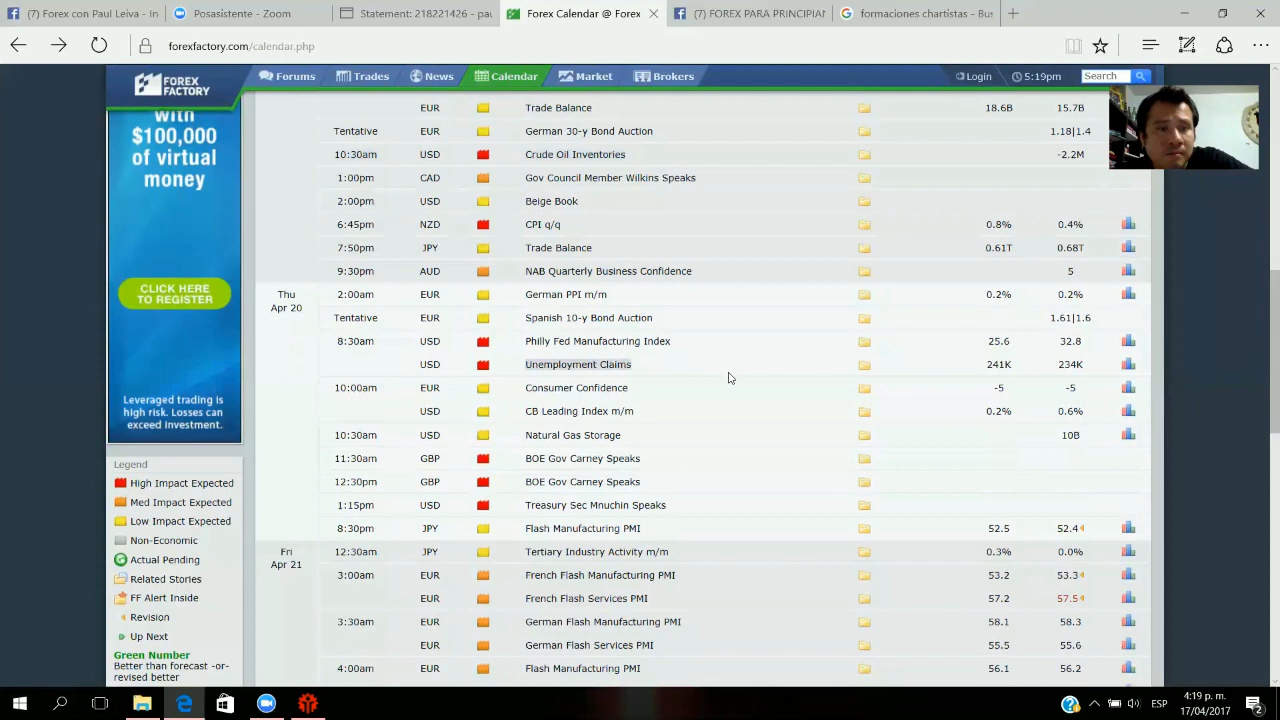 (7) Forex con Paul Leiva - In
Posasistente - Zoom
Statement: 218221426 - pau
Forex Calendar @ Forex
(7) FOREX PARA PRINCIPIAN
formaciones chartistas - Bus
forexfactory.com/calendar.php
FOREX FACTORY
Forums
Trades
News
Calendar
Market
Brokers
Login
5:19pm
Search
with
$100,000
of virtual
money
CLICK HERE
TO REGISTER
Leveraged trading is
high risk. Losses can
exceed investment.
Legend
High Impact Expected
Med Impact Expected
Low Impact Expected
Non-Economic
Actual Pending
Related Stories
FF Alert Inside
Revision
Up Next
Green Number
Better than forecast -or-
revised better
EUR Trade Balance 18.6B 15.7B
Tentative EUR German 30-y Bond Auction 1.18|1.4
10:30am USD Crude Oil Inventories -2.2M
1:00pm CAD Gov Council Member Wilkins Speaks
2:00pm USD Beige Book
6:45pm NZD CPI q/q 0.8% 0.4%
7:50pm JPY Trade Balance 0.61T 0.68T
9:30pm AUD NAB Quarterly Business Confidence 5
Thu Apr 20 2:00am EUR German PPI m/m 0.2% 0.2%
Tentative EUR Spanish 10-y Bond Auction 1.61|1.6
8:30am USD Philly Fed Manufacturing Index 25.6 32.8
USD Unemployment Claims 241K 234K
10:00am EUR Consumer Confidence -5 -5
USD CB Leading Index m/m 0.2% 0.6%
10:30am USD Natural Gas Storage 10B
11:30am GBP BOE Gov Carney Speaks
12:30pm GBP BOE Gov Carney Speaks
1:15pm USD Treasury Sec Mnuchin Speaks
8:30pm JPY Flash Manufacturing PMI 52.5 52.4
Fri Apr 21 12:30am JPY Tertiary Industry Activity m/m 0.3% 0.0%
3:00am EUR French Flash Manufacturing PMI 53.2 53.3
EUR French Flash Services PMI 57.2 57.5
3:30am EUR German Flash Manufacturing PMI 58.1 58.3
EUR German Flash Services PMI 55.5 55.6
4:00am EUR Flash Manufacturing PMI 56.1 56.2
ESP
4:19 p. m.
17/04/2017
2